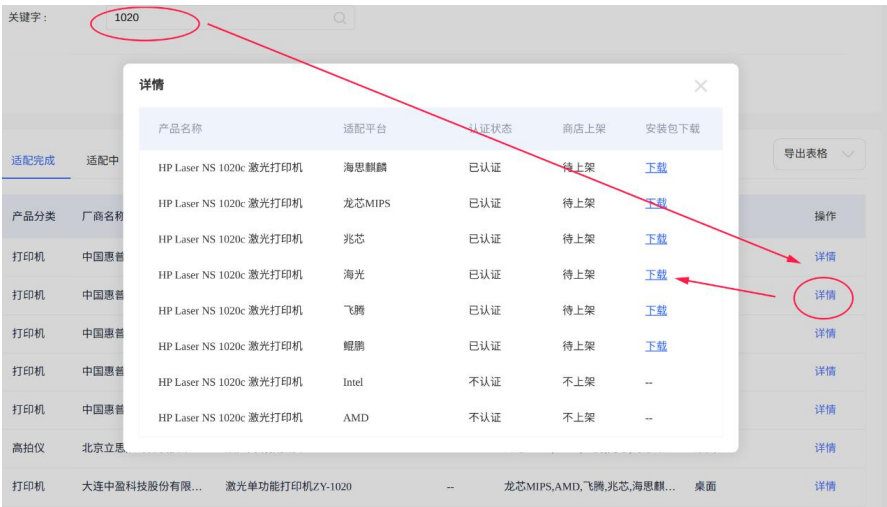 关键字： 1020
详情
产品名称 适配平台 认证状态 商店上架 安装包下载
适配完成 适配中 导出表格
HP Laser NS 1020c 激光打印机 海思麒麟 已认证 待上架 下载
HP Laser NS 1020c 激光打印机 龙芯MIPS 已认证 待上架 下载
产品分类 厂商名称 操作
HP Laser NS 1020c 激光打印机 兆芯 已认证 待上架 下载
打印机 中国惠普 详情
HP Laser NS 1020c 激光打印机 海光 已认证 待上架 下载
打印机 中国惠普 详情
HP Laser NS 1020c 激光打印机 飞腾 已认证 待上架 下载
打印机 中国惠普 详情
HP Laser NS 1020c 激光打印机 鲲鹏 已认证 待上架 下载
打印机 中国惠普 详情
HP Laser NS 1020c 激光打印机 Intel 不认证 不上架 --
打印机 中国惠普 详情
HP Laser NS 1020c 激光打印机 AMD 不认证 不上架 --
高拍仪 北京立思 详情
打印机 大连中盈科技股份有限... 激光单功能打印机ZY-1020 -- 龙芯MIPS,AMD,飞腾,兆芯,海思麒... 桌面 详情